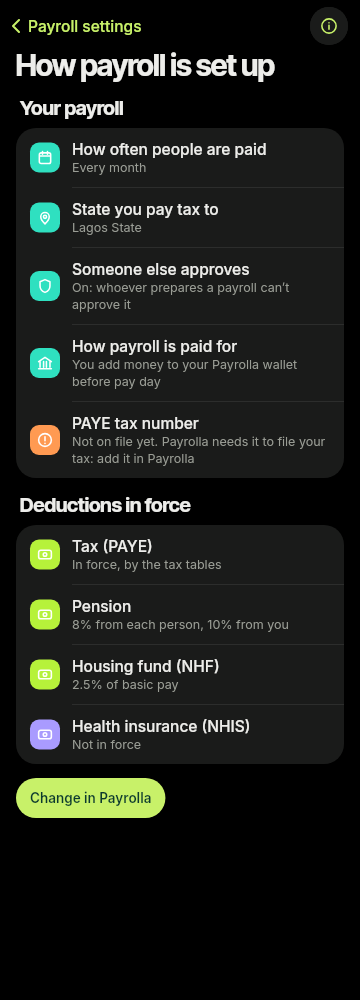 Payroll settings
How payroll is set up
Your payroll
How often people are paid
Every month
State you pay tax to
Lagos State
Someone else approves
On: whoever prepares a payroll can't
approve it
How payroll is paid for
You add money to your Payrolla wallet
before pay day
PAYE tax number
Not on file yet. Payrolla needs it to file your
tax: add it in Payrolla
Deductions in force
Tax (PAYE)
In force, by the tax tables
Pension
8% from each person, 10% from you
Housing fund (NHF)
2.5% of basic pay
Health insurance (NHIS)
Not in force
Change in Payrolla